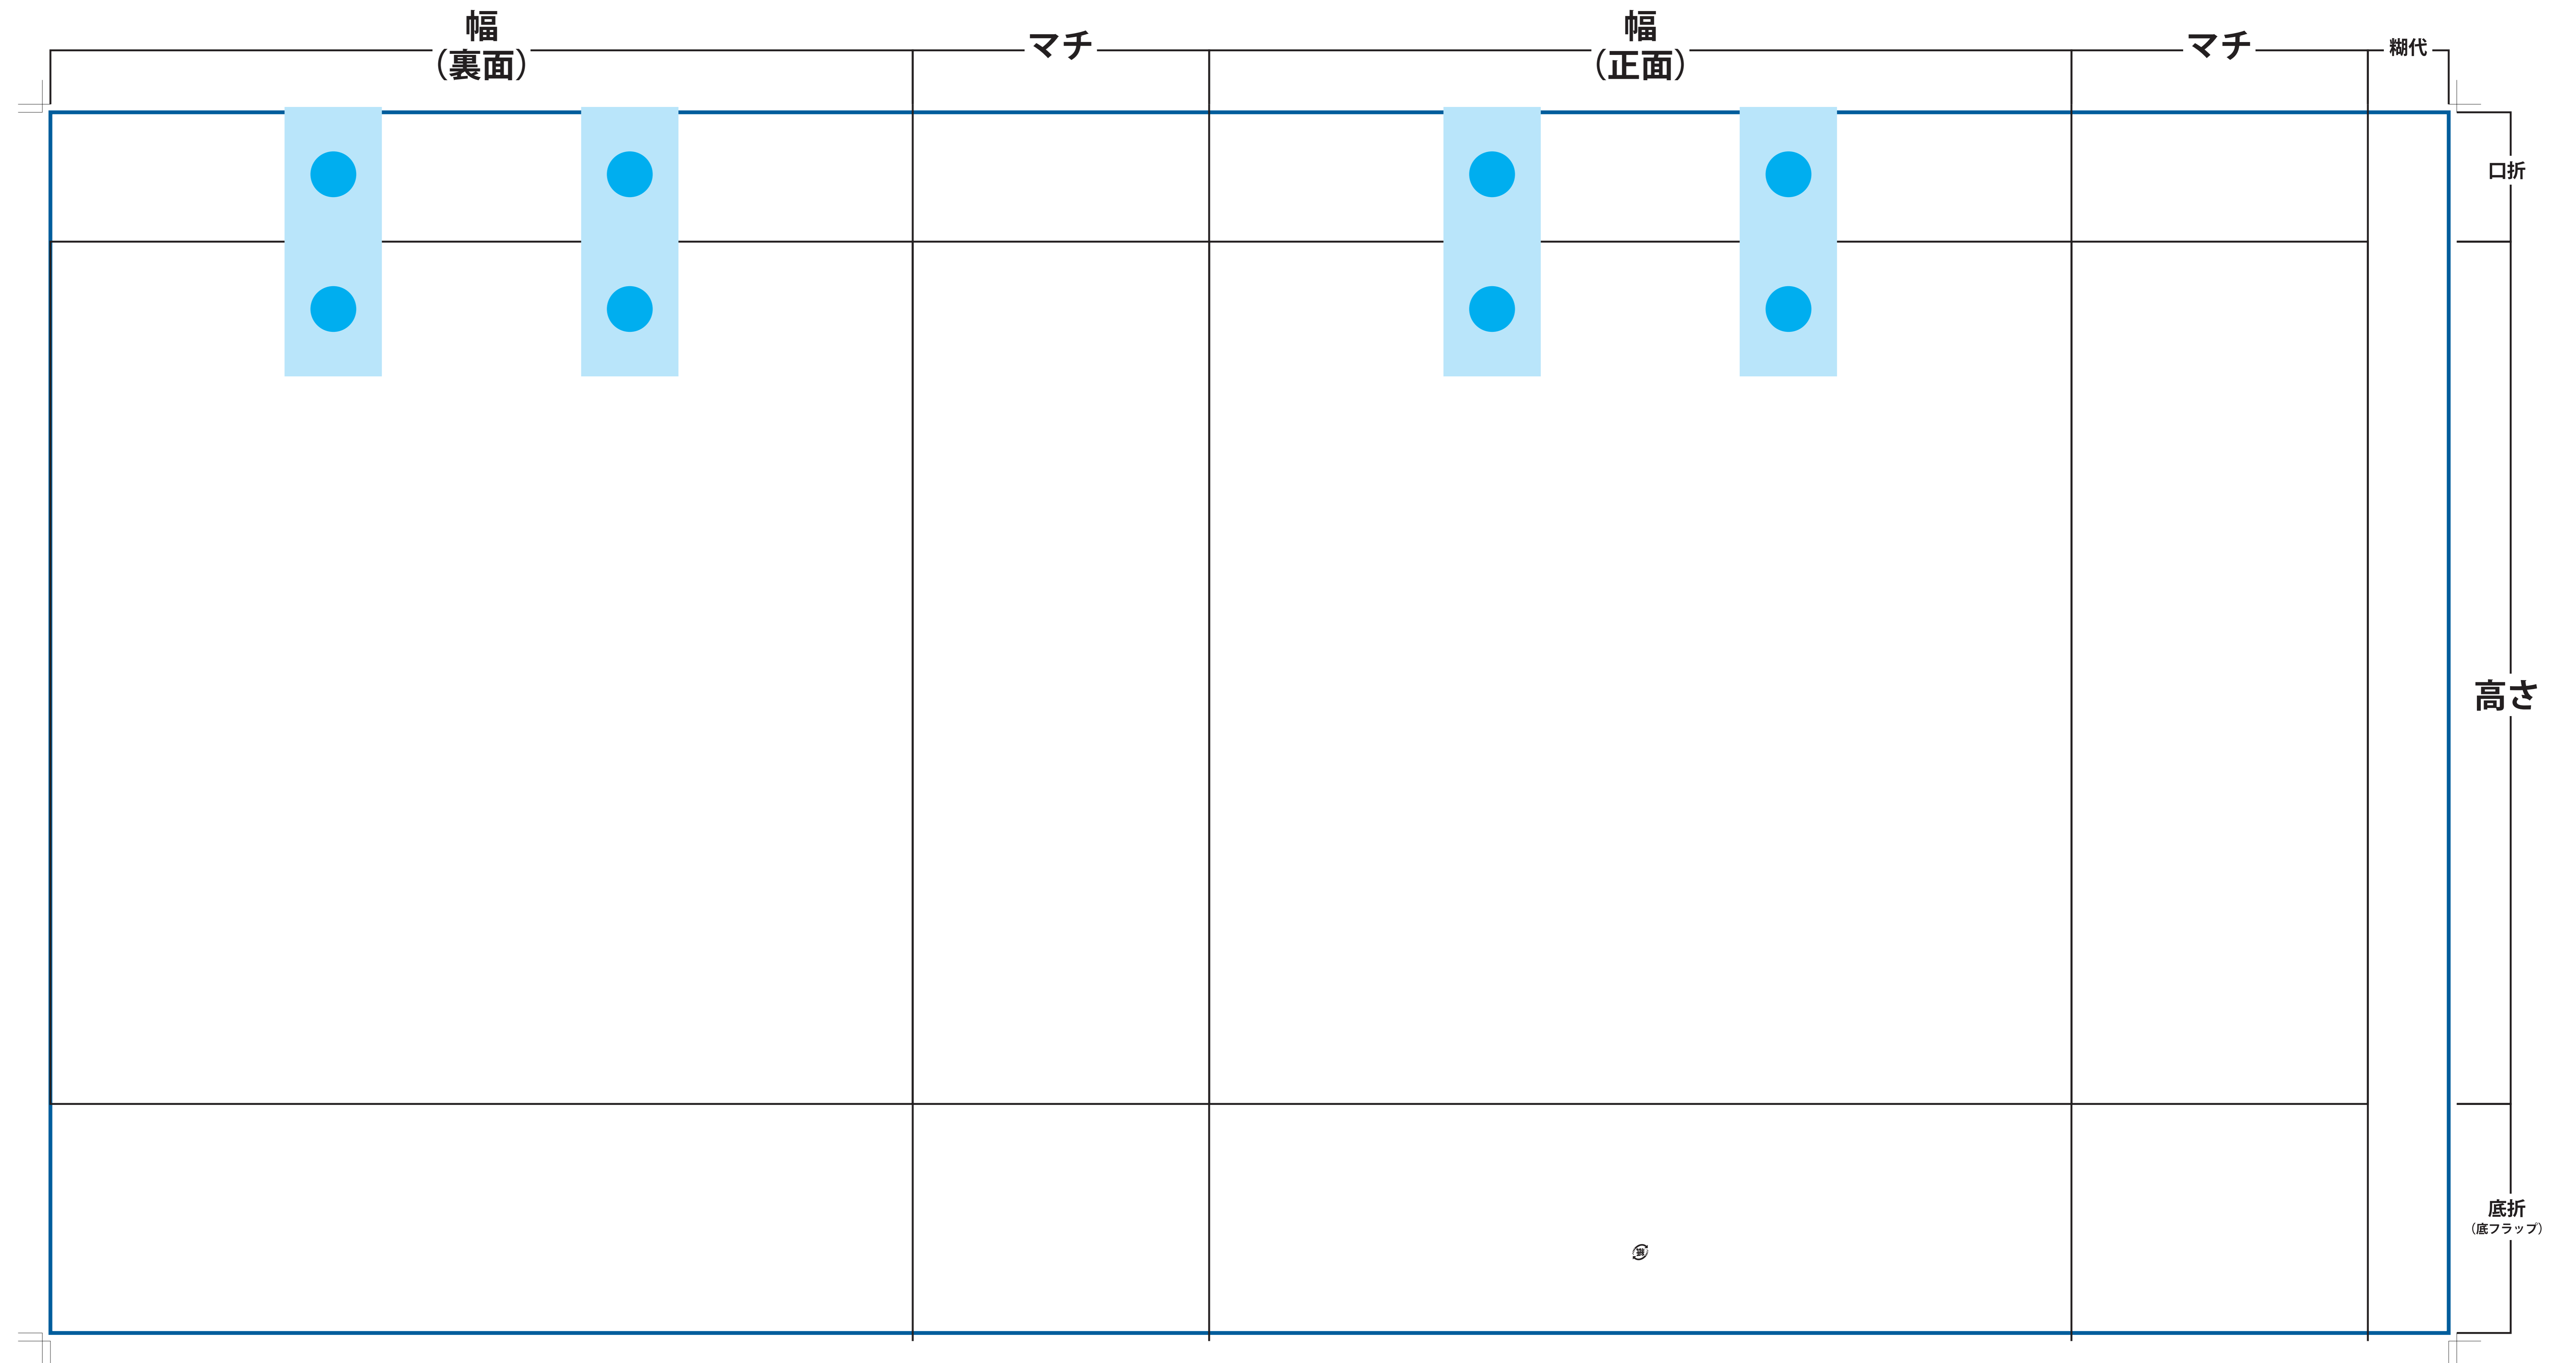 幅
（裏面）
マチ
幅
（正面）
マチ
糊代
口折
高さ
底折
（底フラップ）
紙